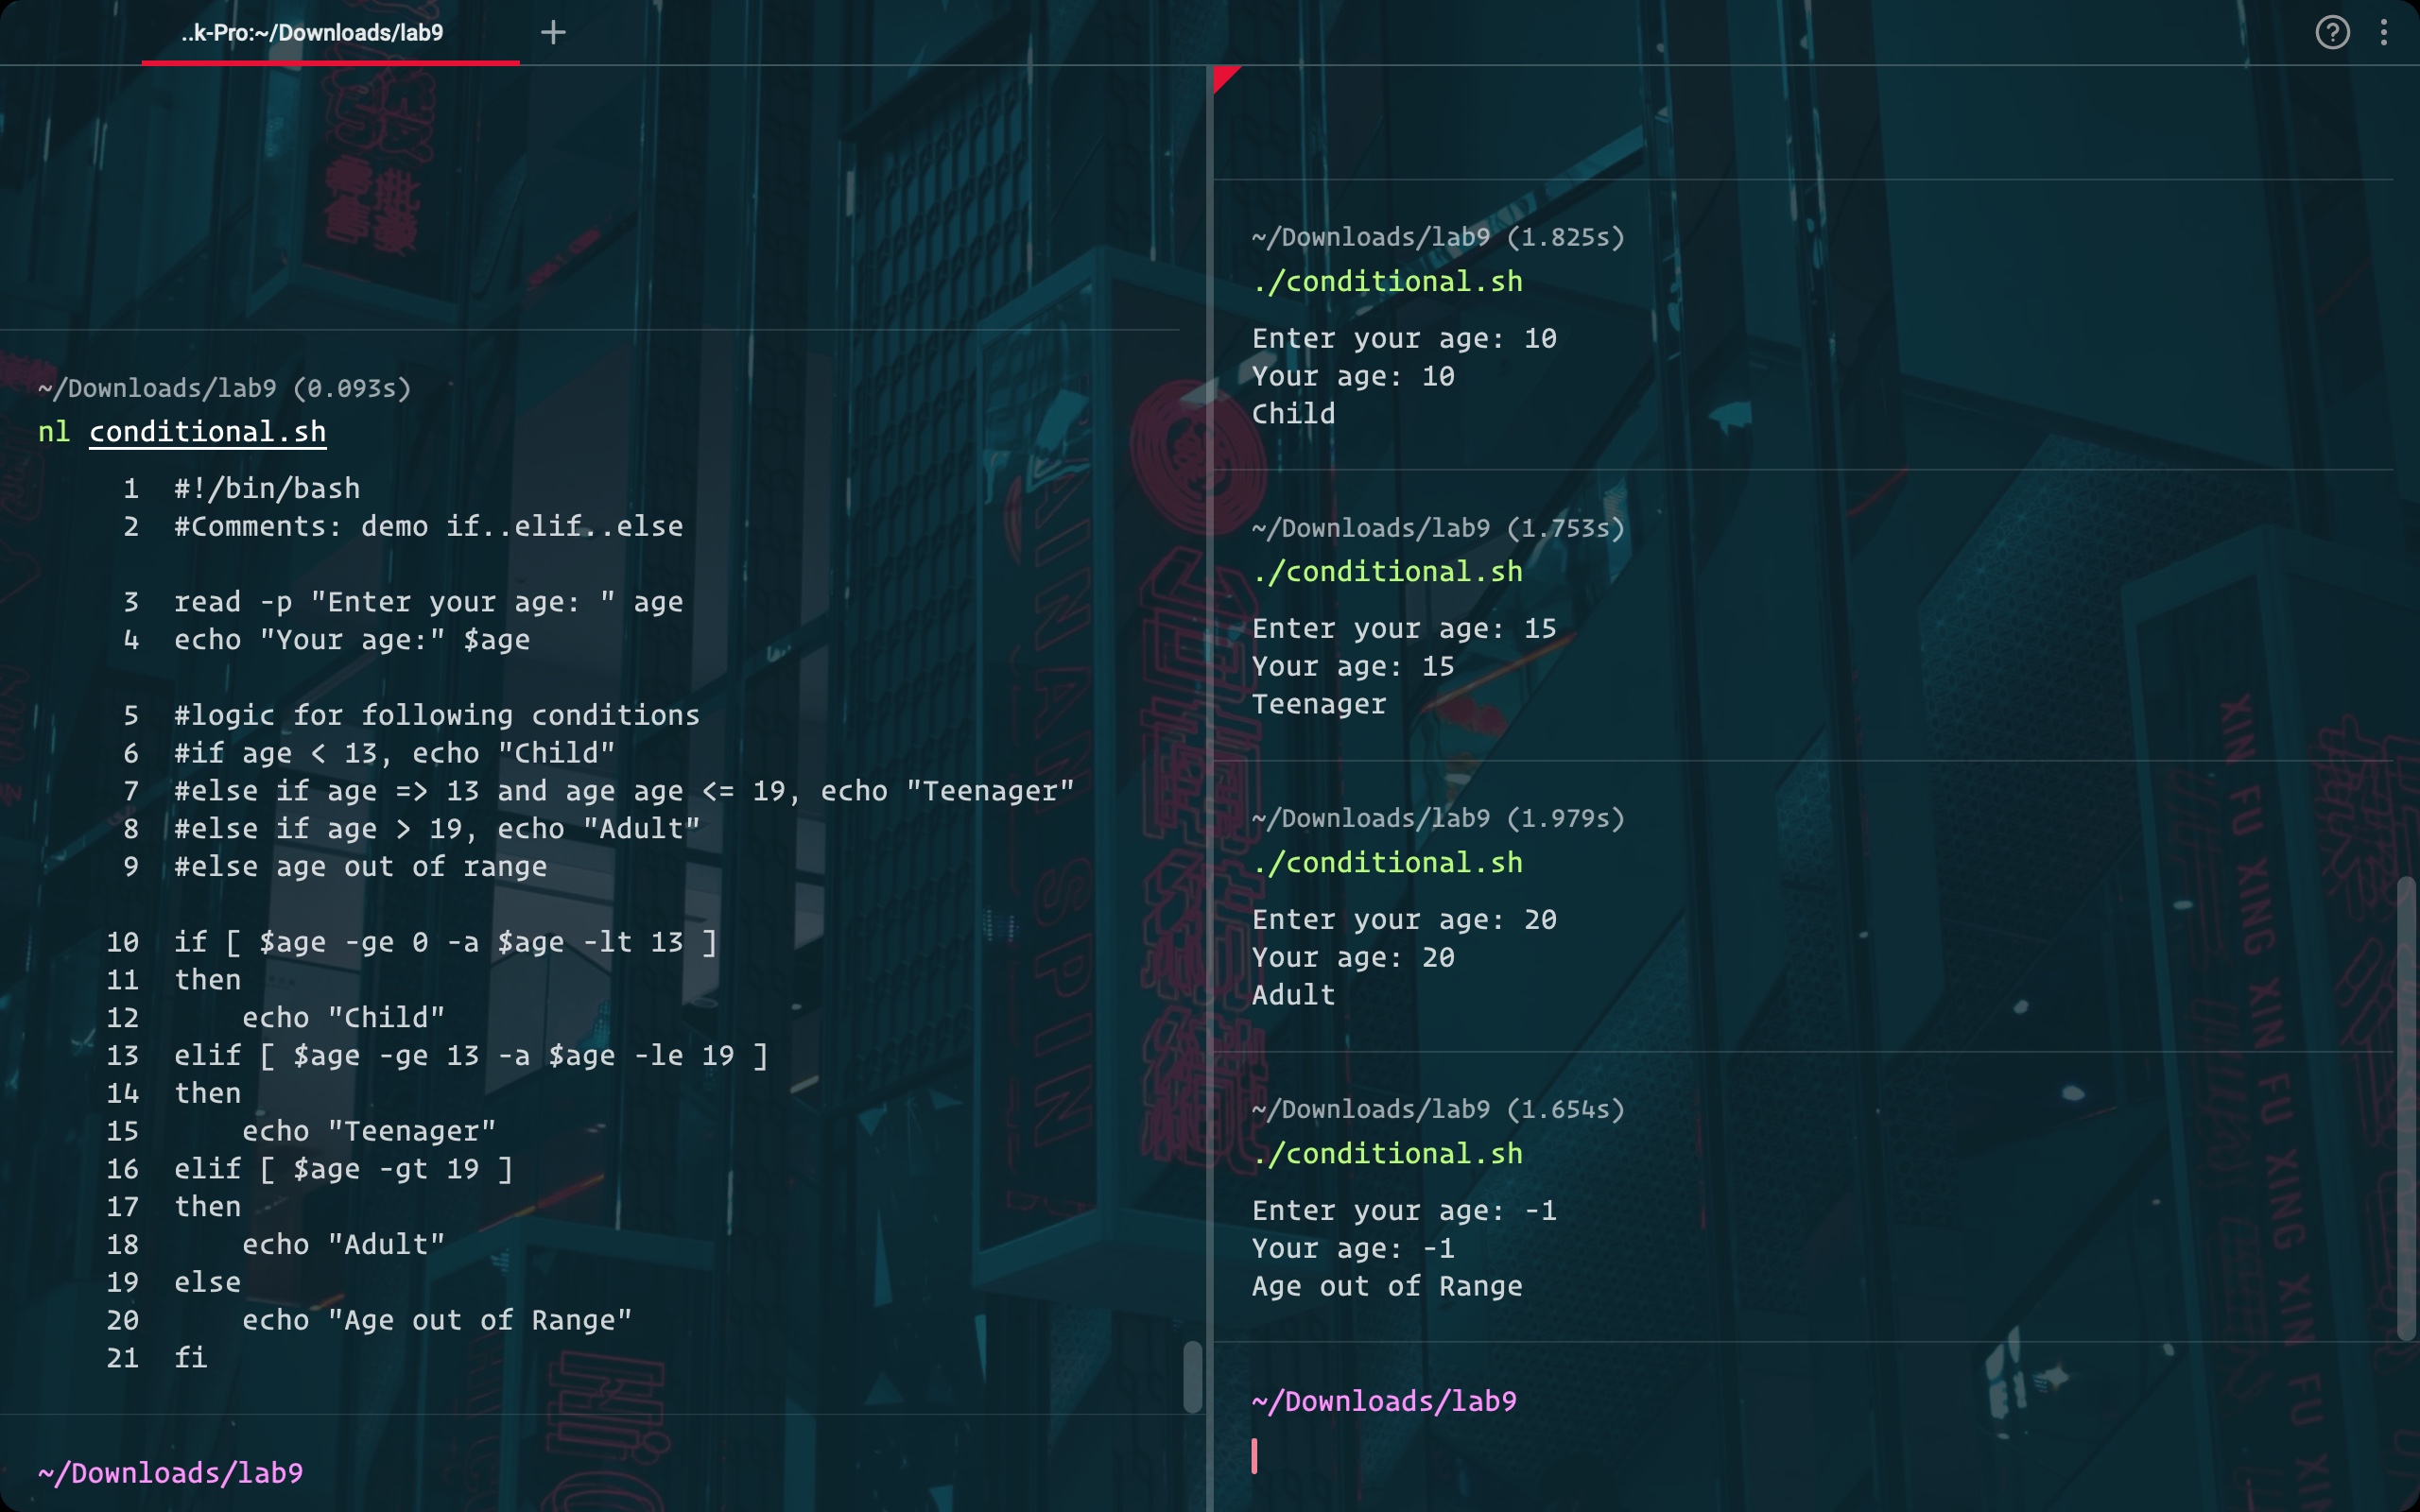 ..k-Pro:~/Downloads/lab9
~/Downloads/lab9 (0.093s)
nl conditional.sh
1 #!/bin/bash
2 #Comments: demo if..elif..else
3 read -p "Enter your age: " age
4 echo "Your age:" $age
5 #logic for following conditions
6 #if age < 13, echo "Child"
7 #else if age => 13 and age age <= 19, echo "Teenager"
8 #else if age > 19, echo "Adult"
9 #else age out of range
10 if [ $age -ge 0 -a $age -lt 13 ]
11 then
12     echo "Child"
13 elif [ $age -ge 13 -a $age -le 19 ]
14 then
15     echo "Teenager"
16 elif [ $age -gt 19 ]
17 then
18     echo "Adult"
19 else
20     echo "Age out of Range"
21 fi
~/Downloads/lab9
~/Downloads/lab9 (1.825s)
./conditional.sh
Enter your age: 10
Your age: 10
Child
~/Downloads/lab9 (1.753s)
./conditional.sh
Enter your age: 15
Your age: 15
Teenager
~/Downloads/lab9 (1.979s)
./conditional.sh
Enter your age: 20
Your age: 20
Adult
~/Downloads/lab9 (1.654s)
./conditional.sh
Enter your age: -1
Your age: -1
Age out of Range
~/Downloads/lab9
XIN FU XING XIN FU XING XIN FU XIN